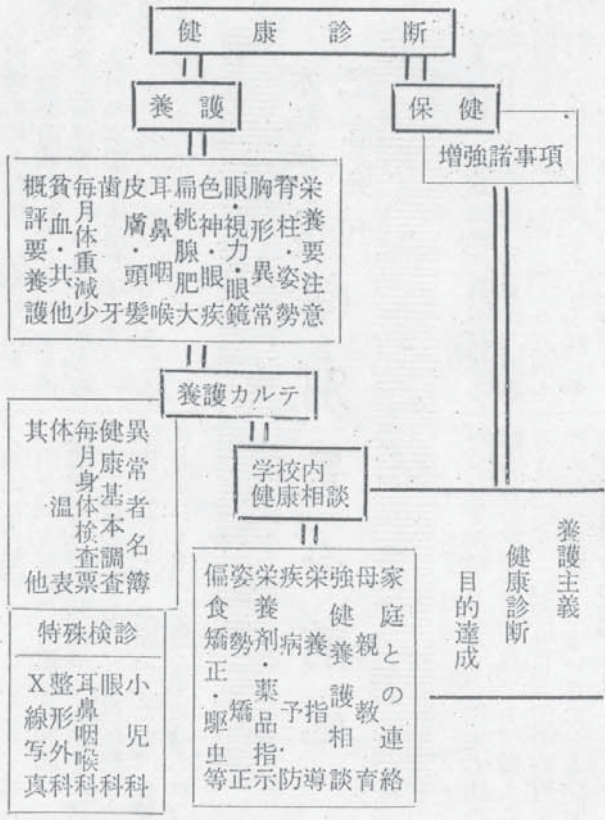 健康診断
養護
保健
増強諸事項
栄養要注意
脊柱・姿勢
胸形異常
眼・視力・眼鏡
色神・眼疾
扁桃腺肥大
耳鼻咽喉
皮膚・頭髪
歯牙
毎月体重減少
貧血・其他
概評要養護
養護カルテ
異常者名簿
健康基本調査
毎月身体検査票
体温表
其他
学校内
健康相談
養護主義
健康診断
目的達成
特殊検診
小児科
眼科
耳鼻咽喉科
整形外科
X線写真
家庭との連絡
母親教育
強健養護相談
栄養指導
疾病予防
栄養剤・薬品指示
姿勢矯正
偏食矯正・駆虫等